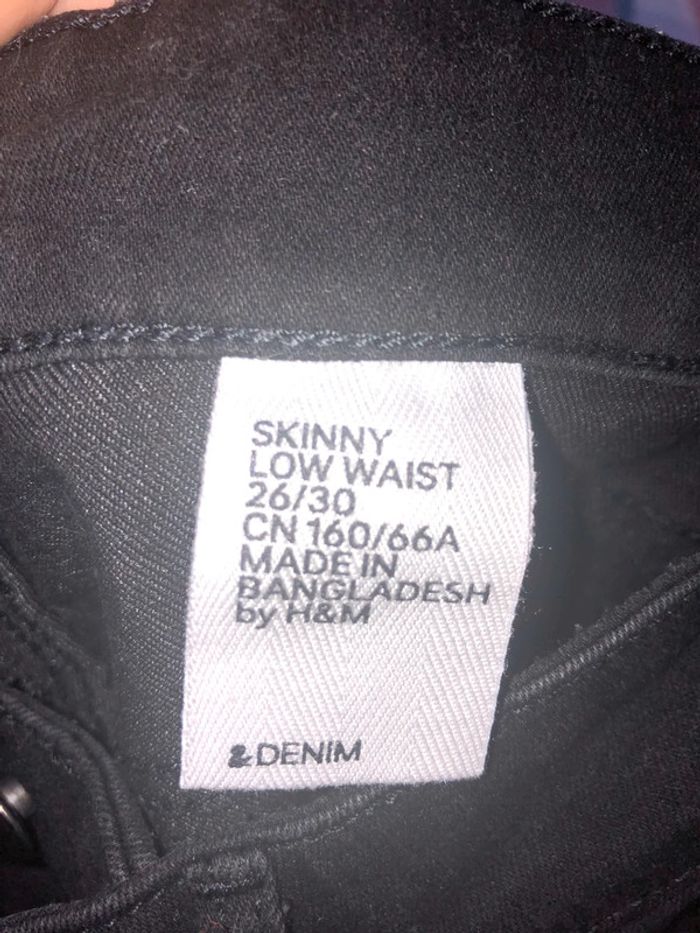 SKINNY
LOW WAIST
26/30
CN 160/66A
MADE IN
BANGLADESH
by H&M
&DENIM